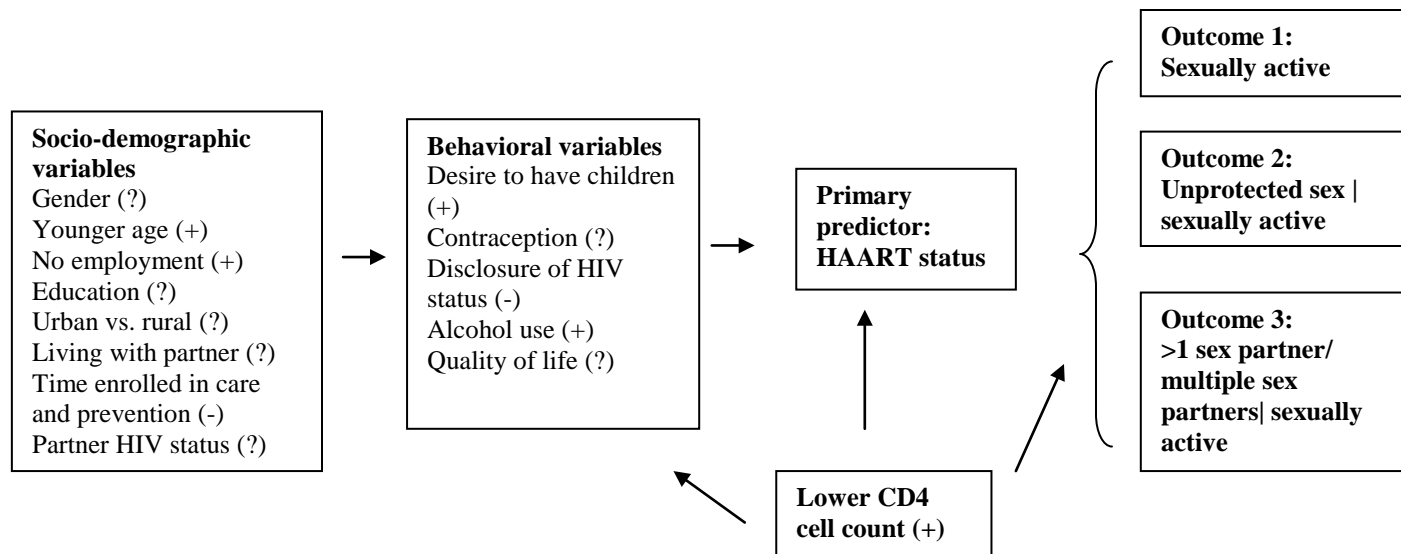 Socio-demographic
variables
Gender (?)
Younger age (+)
No employment (+)
Education (?)
Urban vs. rural (?)
Living with partner (?)
Time enrolled in care
and prevention (-)
Partner HIV status (?)
Behavioral variables
Desire to have children
(+)
Contraception (?)
Disclosure of HIV
status (-)
Alcohol use (+)
Quality of life (?)
Primary
predictor:
HAART status
Lower CD4
cell count (+)
Outcome 1:
Sexually active
Outcome 2:
Unprotected sex |
sexually active
Outcome 3:
>1 sex partner/
multiple sex
partners| sexually
active